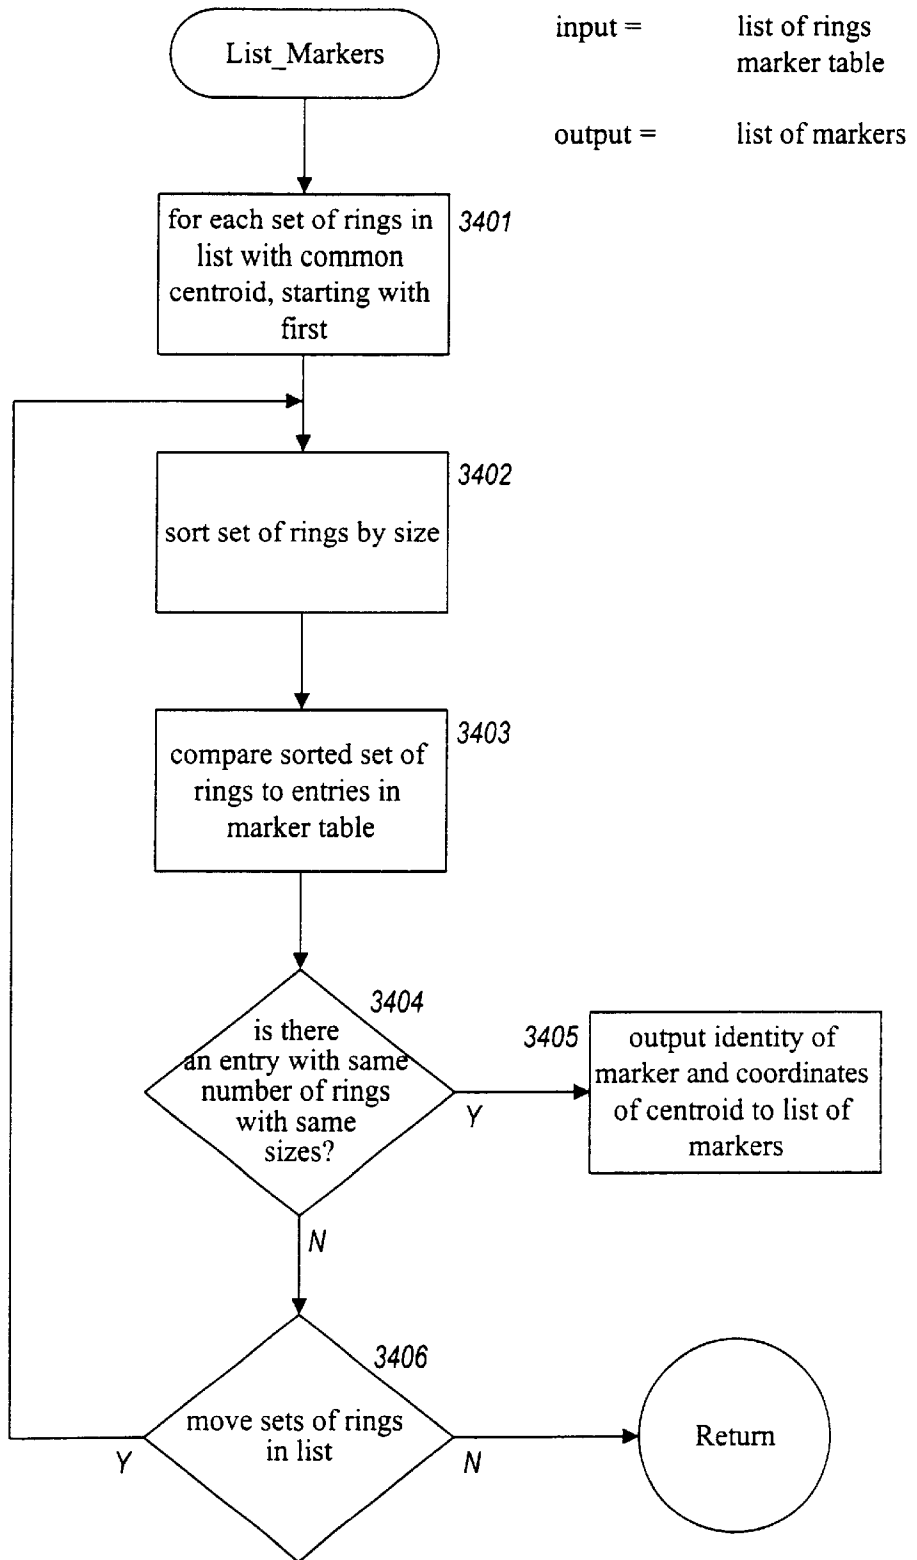 List_Markers
input = list of rings
marker table
output = list of markers
for each set of rings in
list with common
centroid, starting with
first
3401
sort set of rings by size
3402
compare sorted set of
rings to entries in
marker table
3403
is there
an entry with same
number of rings
with same
sizes?
3404
Y
N
3405
output identity of
marker and coordinates
of centroid to list of
markers
3406
move sets of rings
in list
Y
N
Return